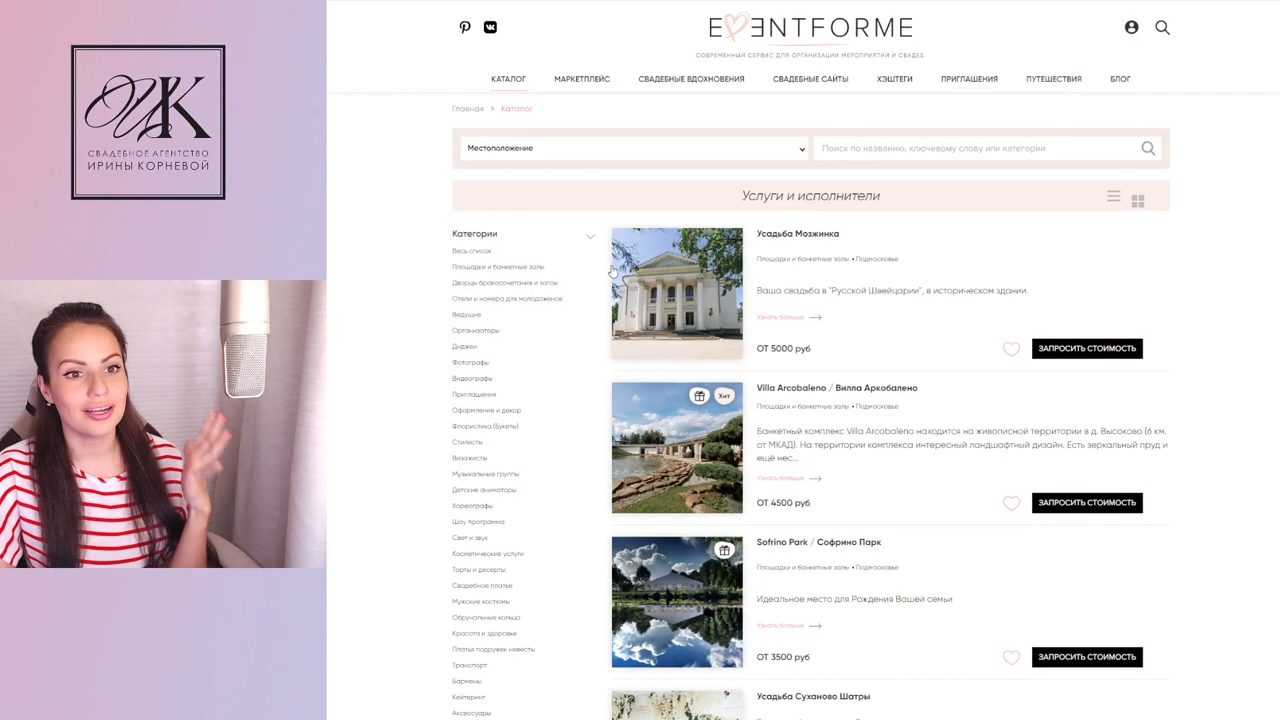 ИК
СВАДЕБНОЕ АГЕНТСТВО
ИРИНЫ КОРНЕВОЙ
EVENTFORME
СОВРЕМЕННЫЙ СЕРВИС ДЛЯ ОРГАНИЗАЦИИ МЕРОПРИЯТИЙ И СВАДЕБ
КАТАЛОГ МАРКЕТПЛЕЙС СВАДЕБНЫЕ ВДОХНОВЕНИЯ СВАДЕБНЫЕ САЙТЫ ХЭШТЕГИ ПРИГЛАШЕНИЯ ПУТЕШЕСТВИЯ БЛОГ
Главная > Каталог
Местоположение
Поиск по названию, ключевому слову или категории
Услуги и исполнители
Категории
Весь список
Площадки и банкетные залы
Дворцы бракосочетания и загсы
Отели и номера для молодоженов
Ведущие
Организаторы
Диджеи
Фотографы
Видеографы
Приглашения
Оформление и декор
Флористика (Букеты)
Стилисты
Визажисты
Музыкальные группы
Детские аниматоры
Хореографы
Шоу программа
Свет и звук
Косметические услуги
Торты и десерты
Свадебное платье
Мужские костюмы
Обручальные кольца
Красота и здоровье
Платья подружек невесты
Транспорт
Бармены
Кейтеринг
Аксессуары
Усадьба Мозжинка
Площадки и банкетные залы • Подмосковье
Ваша свадьба в "Русской Швейцарии", в историческом здании.
Узнать больше
ОТ 5000 руб
ЗАПРОСИТЬ СТОИМОСТЬ
Хит
Villa Arcobaleno / Вилла Аркобалено
Площадки и банкетные залы • Подмосковье
Банкетный комплекс Villa Arcobaleno находится на живописной территории в д. Высоково (6 км.
от МКАД). На территории комплекса интересный ландшафтный дизайн. Есть зеркальный пруд и
ещё нес...
Узнать больше
ОТ 4500 руб
ЗАПРОСИТЬ СТОИМОСТЬ
Sofrino Park / Софрино Парк
Площадки и банкетные залы • Подмосковье
Идеальное место для Рождения Вашей семьи
Узнать больше
ОТ 3500 руб
ЗАПРОСИТЬ СТОИМОСТЬ
Усадьба Суханово Шатры